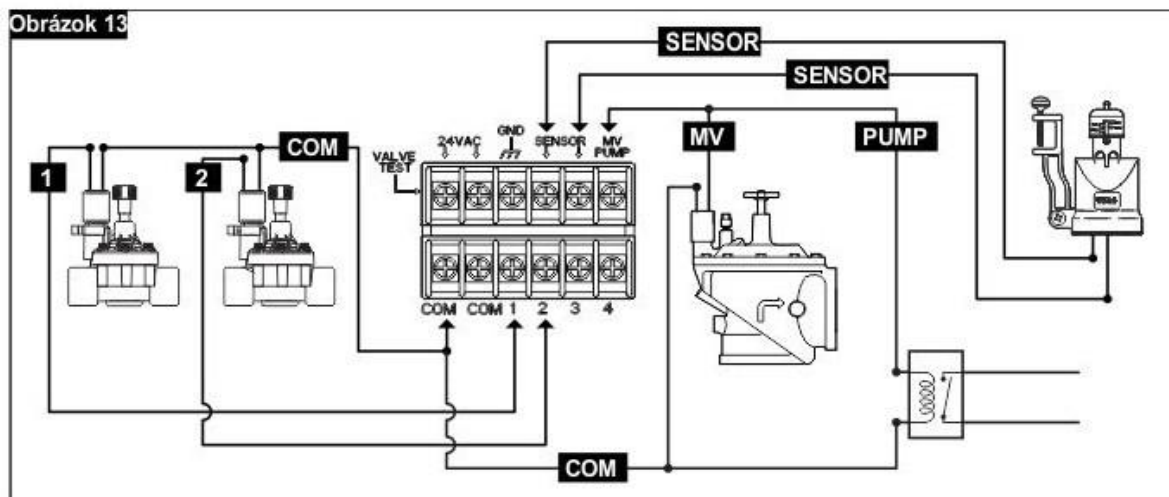 Obrázok 13
SENSOR
SENSOR
MV
PUMP
COM
1
2
VALVE TEST
24VAC
GND
SENSOR
MV PUMP
COM
COM
1
2
3
4
COM